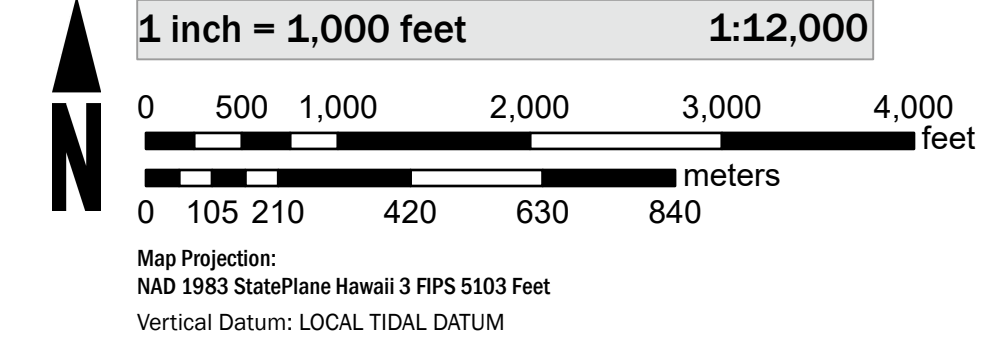 1 inch = 1,000 feet 1:12,000
0 500 1,000 2,000 3,000 4,000
feet
meters
0 105 210 420 630 840
N
Map Projection:
NAD 1983 StatePlane Hawaii 3 FIPS 5103 Feet
Vertical Datum: LOCAL TIDAL DATUM